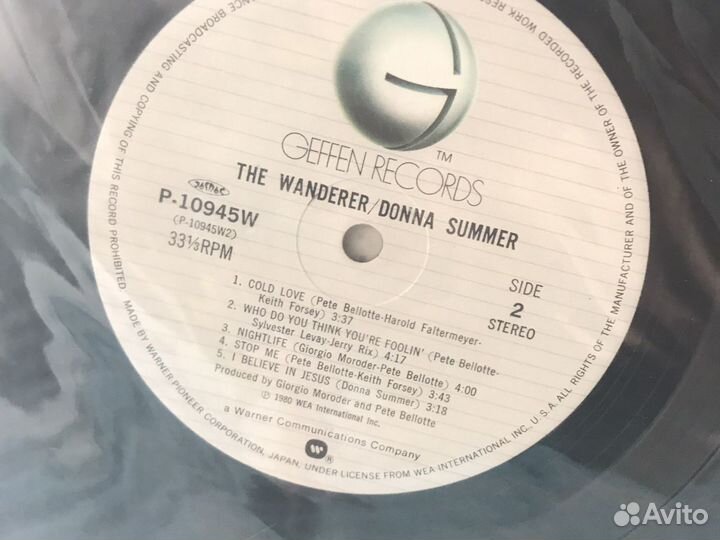 GEFFEN RECORDS
TM
THE WANDERER/DONNA SUMMER
P-10945W
(P-10945W2)
33⅓RPM
SIDE
2
STEREO
1. COLD LOVE (Pete Bellotte-Harold Faltermeyer-
Keith Forsey) 3:37
2. WHO DO YOU THINK YOU'RE FOOLIN' (Pete Bellotte-
Sylvester Levay-Jerry Rix) 4:17
3. NIGHTLIFE (Giorgio Moroder-Pete Bellotte) 4:00
4. STOP ME (Pete Bellotte-Keith Forsey) 3:43
5. I BELIEVE IN JESUS (Donna Summer) 3:18
Produced by Giorgio Moroder and Pete Bellotte
Ⓟ 1980 WEA International Inc.
a Warner Communications Company
W ®
MADE BY WARNER-PIONEER CORPORATION, JAPAN, UNDER LICENSE FROM WEA INTERNATIONAL INC., U.S.A. ALL RIGHTS OF THE MANUFACTURER AND OF THE OWNER OF THE RECORDED WORK RES
NCE BROADCASTING AND COPYING OF THIS RECORD PROHIBITED.
Avito